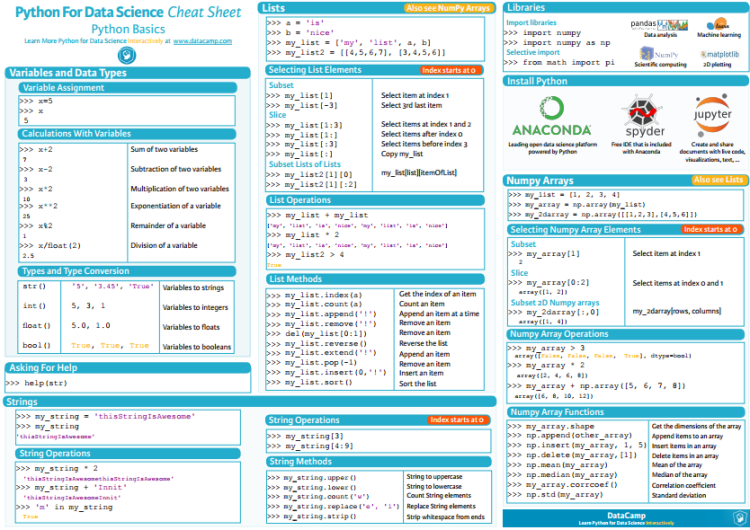 Python For Data Science Cheat Sheet
Python Basics
Learn More Python for Data Science Interactively at www.datacamp.com
Variables and Data Types
Variable Assignment
>>> x=5
>>> x
5
Calculations With Variables
>>> x+2 Sum of two variables
7
>>> x-2 Subtraction of two variables
3
>>> x*2 Multiplication of two variables
10
>>> x**2 Exponentiation of a variable
25
>>> x%2 Remainder of a variable
1
>>> x/float(2) Division of a variable
2.5
Types and Type Conversion
str() '5', '3.45', 'True' Variables to strings
int() 5, 3, 1 Variables to integers
float() 5.0, 1.0 Variables to floats
bool() True, True, True Variables to booleans
Asking For Help
>>> help(str)
Strings
>>> my_string = 'thisStringIsAwesome'
>>> my_string
'thisStringIsAwesome'
String Operations
>>> my_string * 2
'thisStringIsAwesomethisStringIsAwesome'
>>> my_string + 'Innit'
'thisStringIsAwesomeInnit'
>>> 'm' in my_string
True
Lists Also see NumPy Arrays
>>> a = 'is'
>>> b = 'nice'
>>> my_list = ['my', 'list', a, b]
>>> my_list2 = [[4,5,6,7], [3,4,5,6]]
Selecting List Elements Index starts at 0
Subset
>>> my_list[1] Select item at index 1
>>> my_list[-3] Select 3rd last item
Slice
>>> my_list[1:3] Select items at index 1 and 2
>>> my_list[1:] Select items after index 0
>>> my_list[:3] Select items before index 3
>>> my_list[:] Copy my_list
Subset Lists of Lists
>>> my_list2[1][0] my_list[list][itemOfList]
>>> my_list2[1][:2]
List Operations
>>> my_list + my_list
['my', 'list', 'is', 'nice', 'my', 'list', 'is', 'nice']
>>> my_list * 2
['my', 'list', 'is', 'nice', 'my', 'list', 'is', 'nice']
>>> my_list2 > 4
True
List Methods
>>> my_list.index(a) Get the index of an item
>>> my_list.count(a) Count an item
>>> my_list.append('!') Append an item at a time
>>> my_list.remove('!') Remove an item
>>> del(my_list[0:1]) Remove an item
>>> my_list.reverse() Reverse the list
>>> my_list.extend('!') Append an item
>>> my_list.pop(-1) Remove an item
>>> my_list.insert(0,'!') Insert an item
>>> my_list.sort() Sort the list
String Operations Index starts at 0
>>> my_string[3]
>>> my_string[4:9]
String Methods
>>> my_string.upper() String to uppercase
>>> my_string.lower() String to lowercase
>>> my_string.count('w') Count String elements
>>> my_string.replace('e', 'i') Replace String elements
>>> my_string.strip() Strip whitespace from ends
Libraries
Import libraries
>>> import numpy
>>> import numpy as np
Selective import
>>> from math import pi
pandas
Data analysis
Machine learning
NumPy
Scientific computing
matplotlib
2D plotting
Install Python
ANACONDA
Leading open data science platform
powered by Python
spyder
Free IDE that is included
with Anaconda
jupyter
Create and share
documents with live code,
visualizations, text, ...
Numpy Arrays Also see Lists
>>> my_list = [1, 2, 3, 4]
>>> my_array = np.array(my_list)
>>> my_2darray = np.array([[1,2,3],[4,5,6]])
Selecting Numpy Array Elements Index starts at 0
Subset
>>> my_array[1] Select item at index 1
2
Slice
>>> my_array[0:2] Select items at index 0 and 1
array([1, 2])
Subset 2D Numpy arrays
>>> my_2darray[:,0] my_2darray[rows, columns]
array([1, 4])
Numpy Array Operations
>>> my_array > 3
array([False, False, False, True], dtype=bool)
>>> my_array * 2
array([2, 4, 6, 8])
>>> my_array + np.array([5, 6, 7, 8])
array([6, 8, 10, 12])
Numpy Array Functions
>>> my_array.shape Get the dimensions of the array
>>> np.append(other_array) Append items to an array
>>> np.insert(my_array, 1, 5) Insert items in an array
>>> np.delete(my_array,[1]) Delete items in an array
>>> np.mean(my_array) Mean of the array
>>> np.median(my_array) Median of the array
>>> my_array.corrcoef() Correlation coefficient
>>> np.std(my_array) Standard deviation
DataCamp
Learn Python for Data Science Interactively